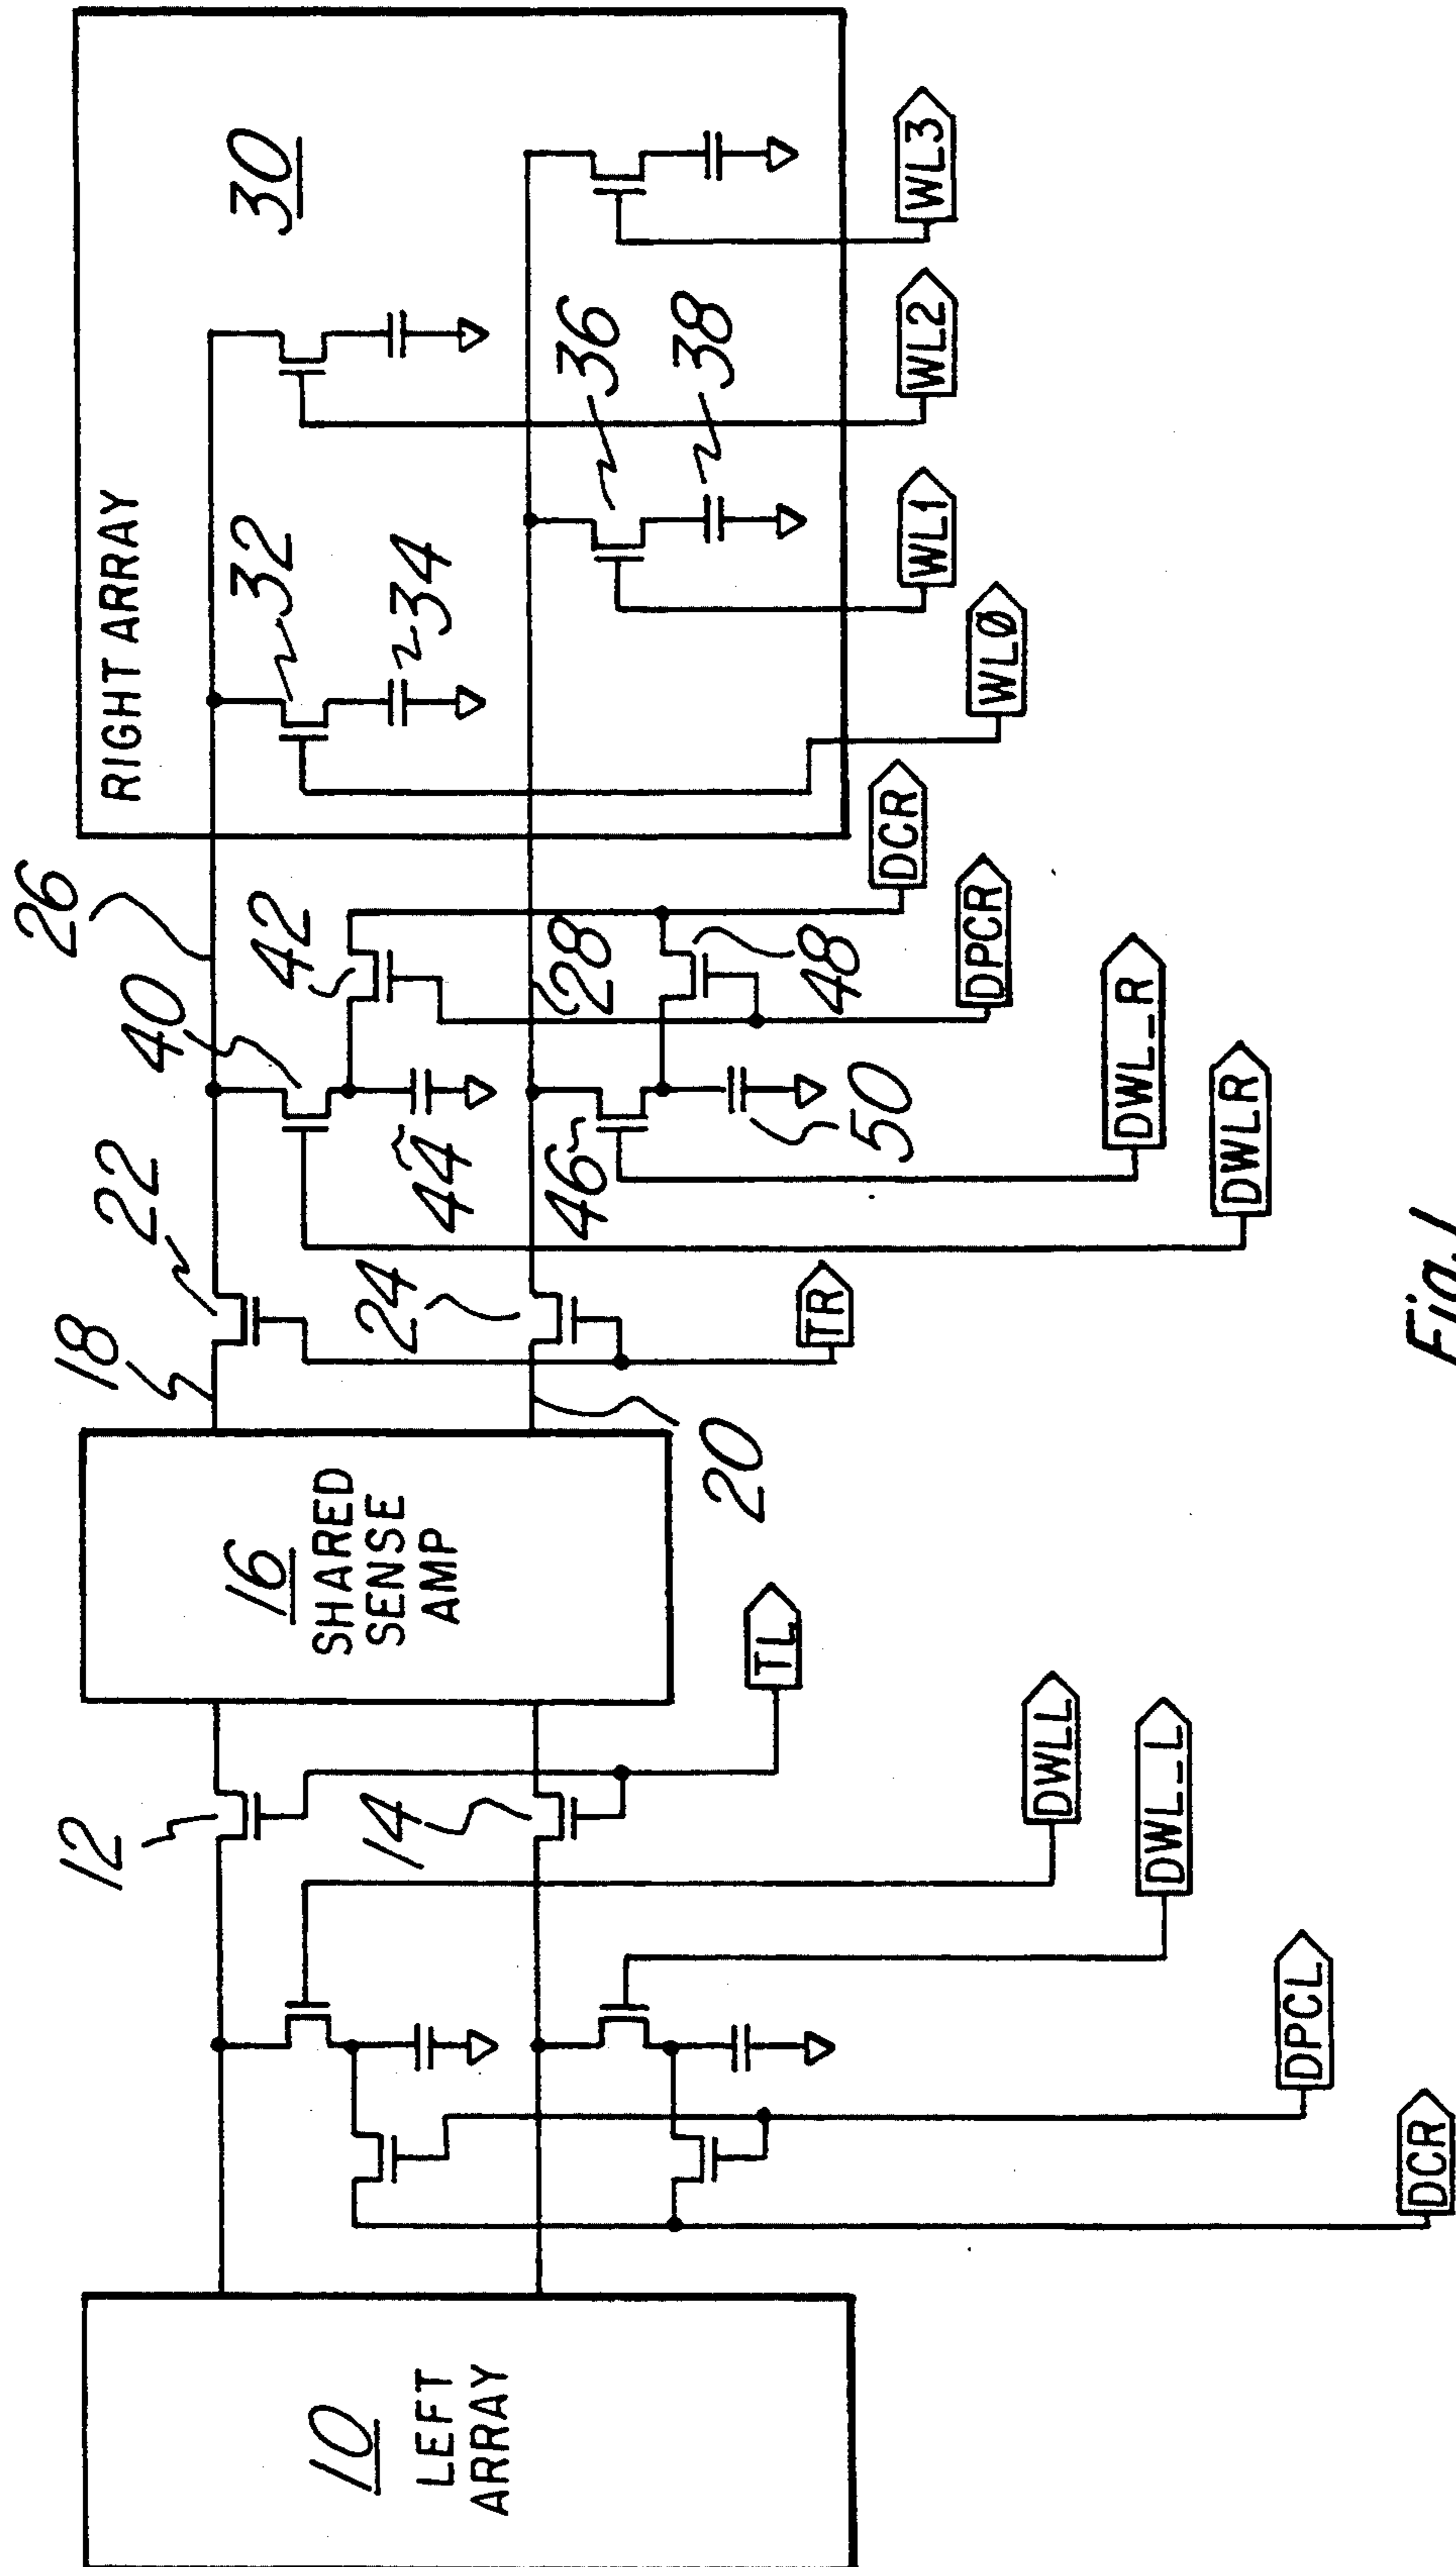 10
LEFT
ARRAY
12
14
16
SHARED
SENSE
AMP
18
20
22
24
26
28
40
42
44
46
48
50
RIGHT ARRAY
30
32
34
36
38
TL
DWLL
DWL_L
DPCL
DCR
TR
DWLR
DWL_R
DPCR
DCR
WLØ
WL1
WL2
WL3
Fig.1